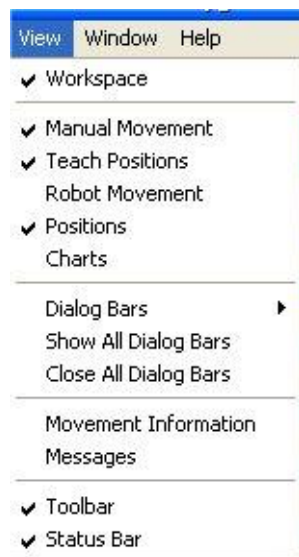 View Window Help
Workspace
Manual Movement
Teach Positions
Robot Movement
Positions
Charts
Dialog Bars
Show All Dialog Bars
Close All Dialog Bars
Movement Information
Messages
Toolbar
Status Bar